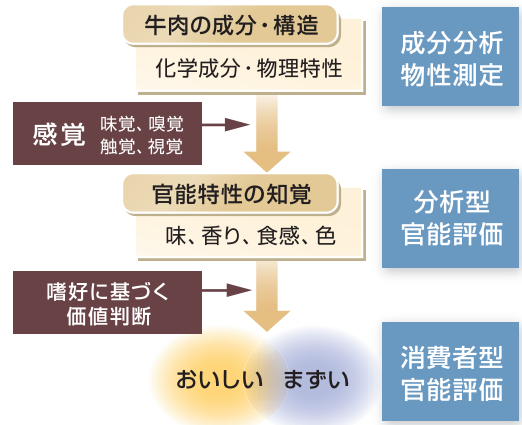 牛肉の成分・構造
化学成分・物理特性
成分分析
物性測定
感覚
味覚、嗅覚
触覚、視覚
官能特性の知覚
味、香り、食感、色
分析型
官能評価
嗜好に基づく
価値判断
おいしい
まずい
消費者型
官能評価